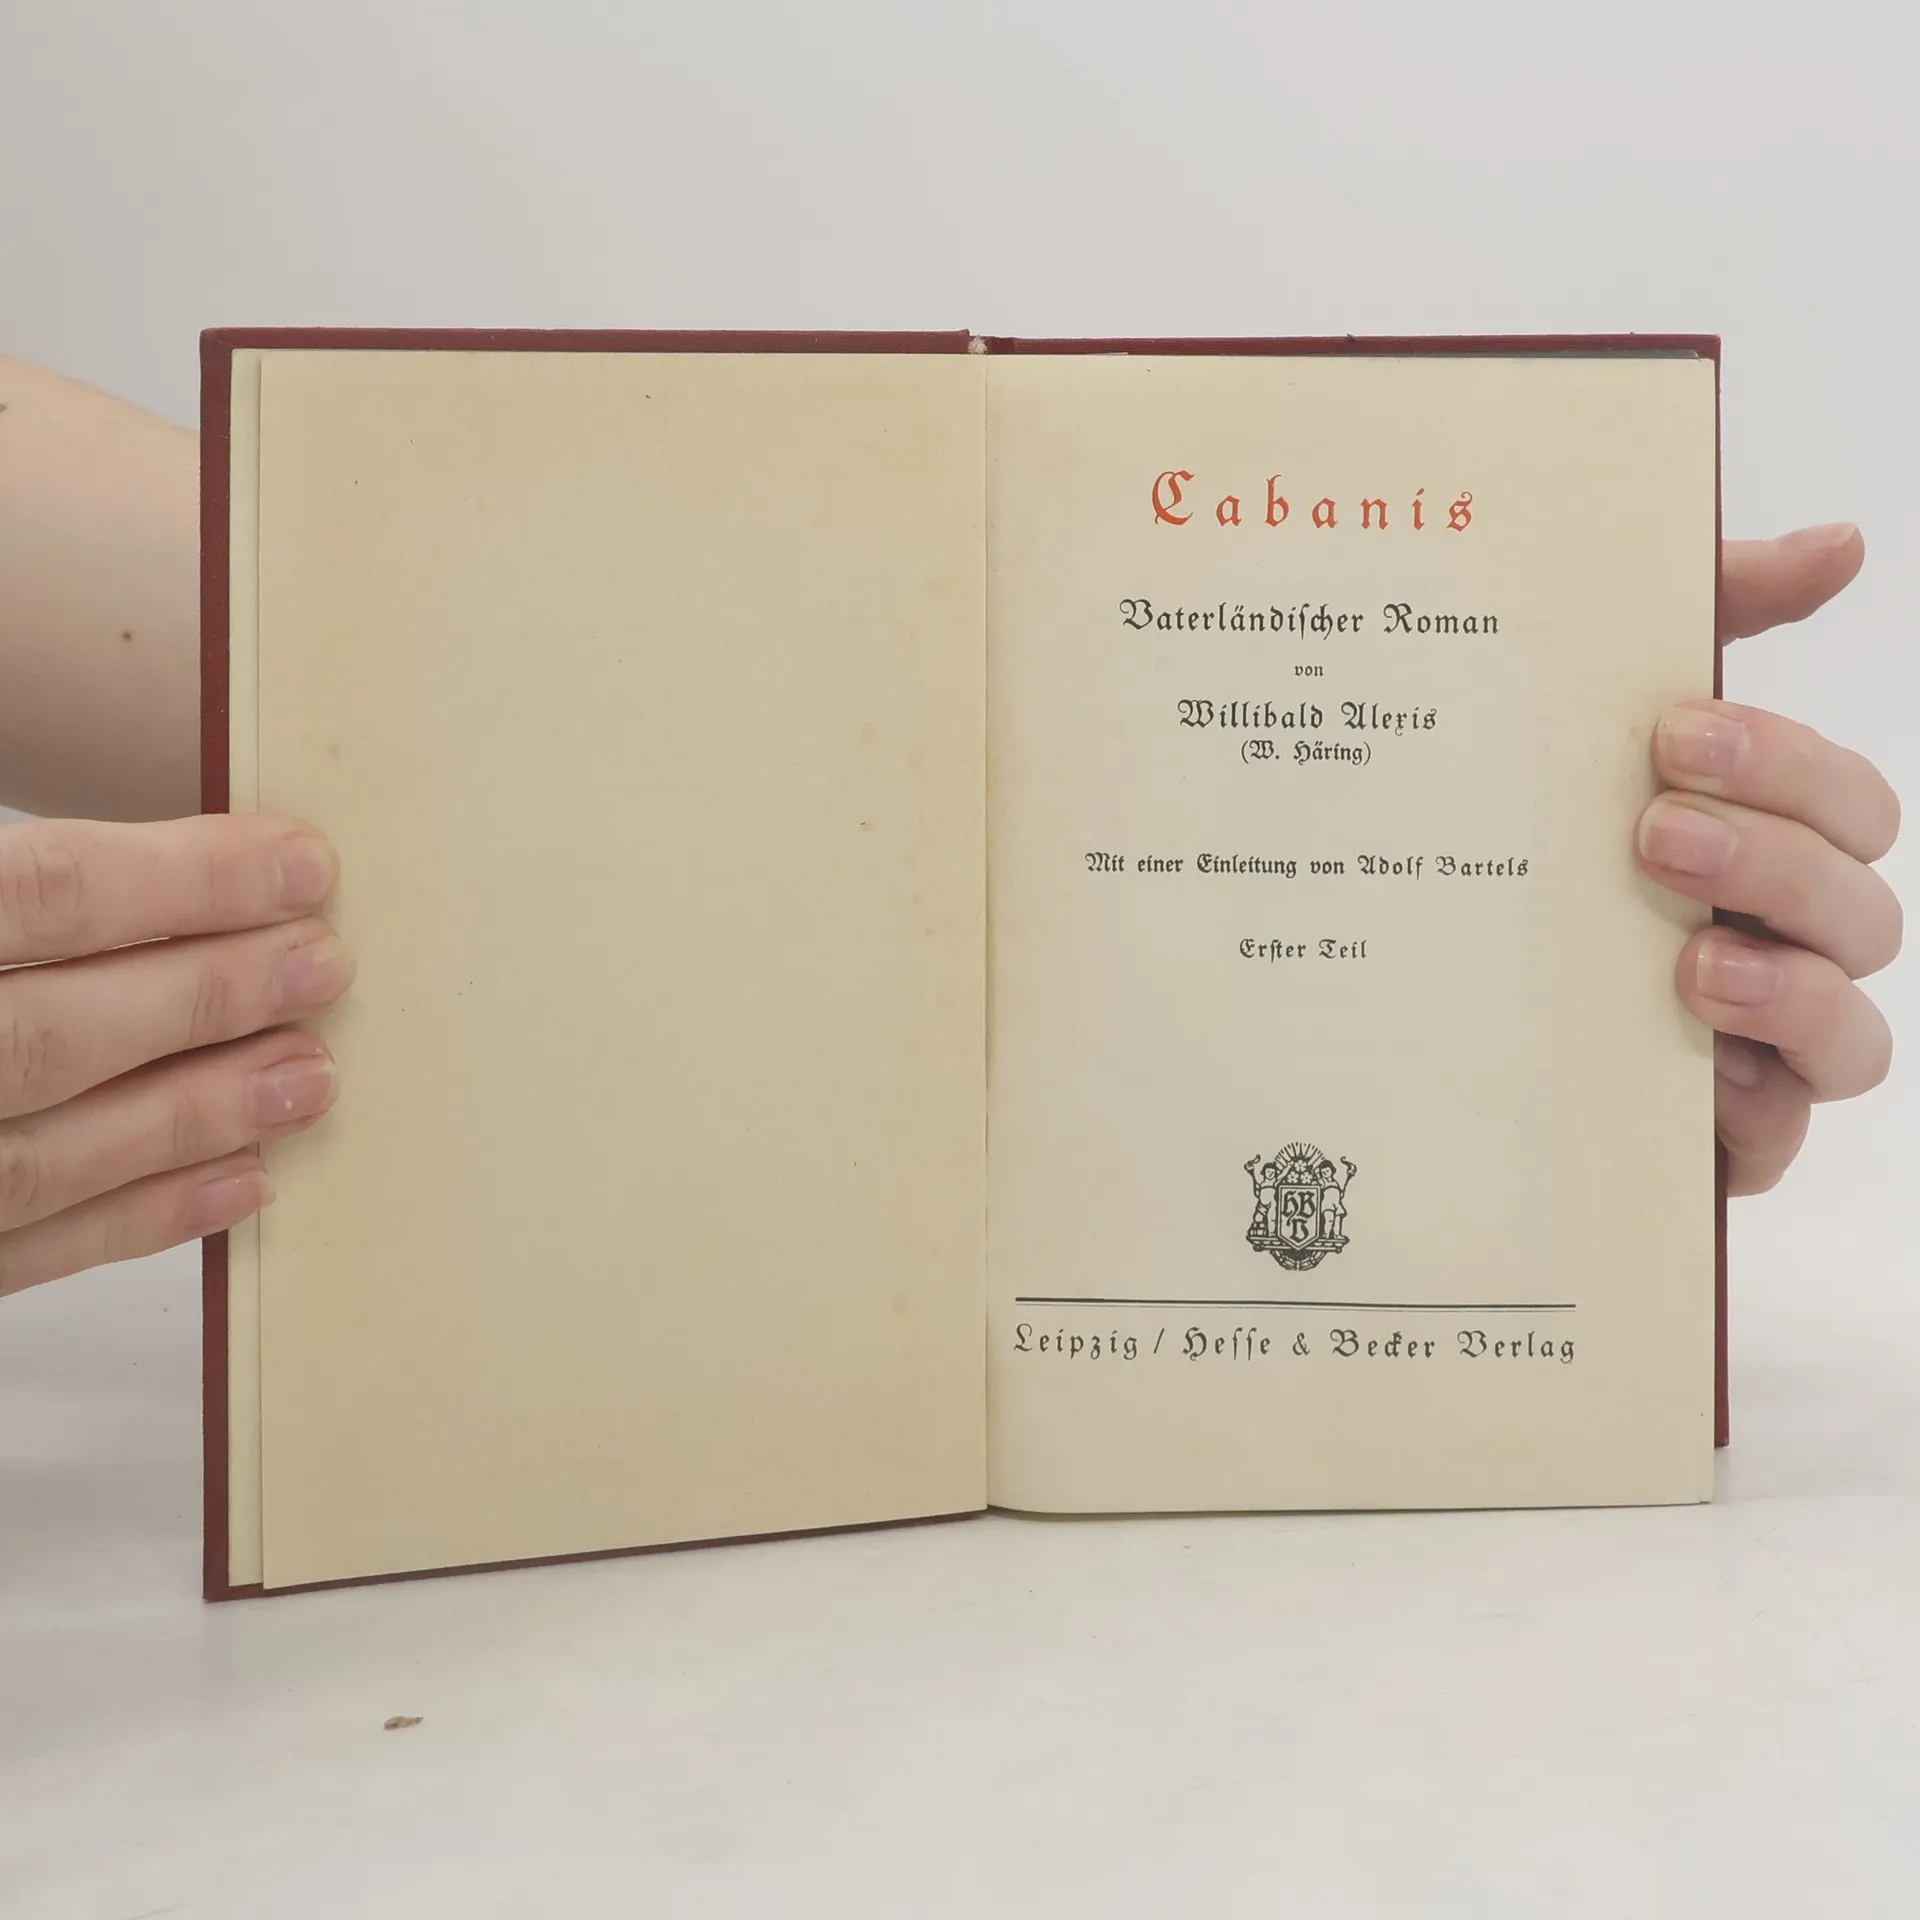 Cabanis
Vaterländiſcher Roman
von
Willibald Alexis
(W. Häring)
Mit einer Einleitung von Adolf Bartels
Erſter Teil
HB
V
Leipzig / Heſſe & Becker Verlag